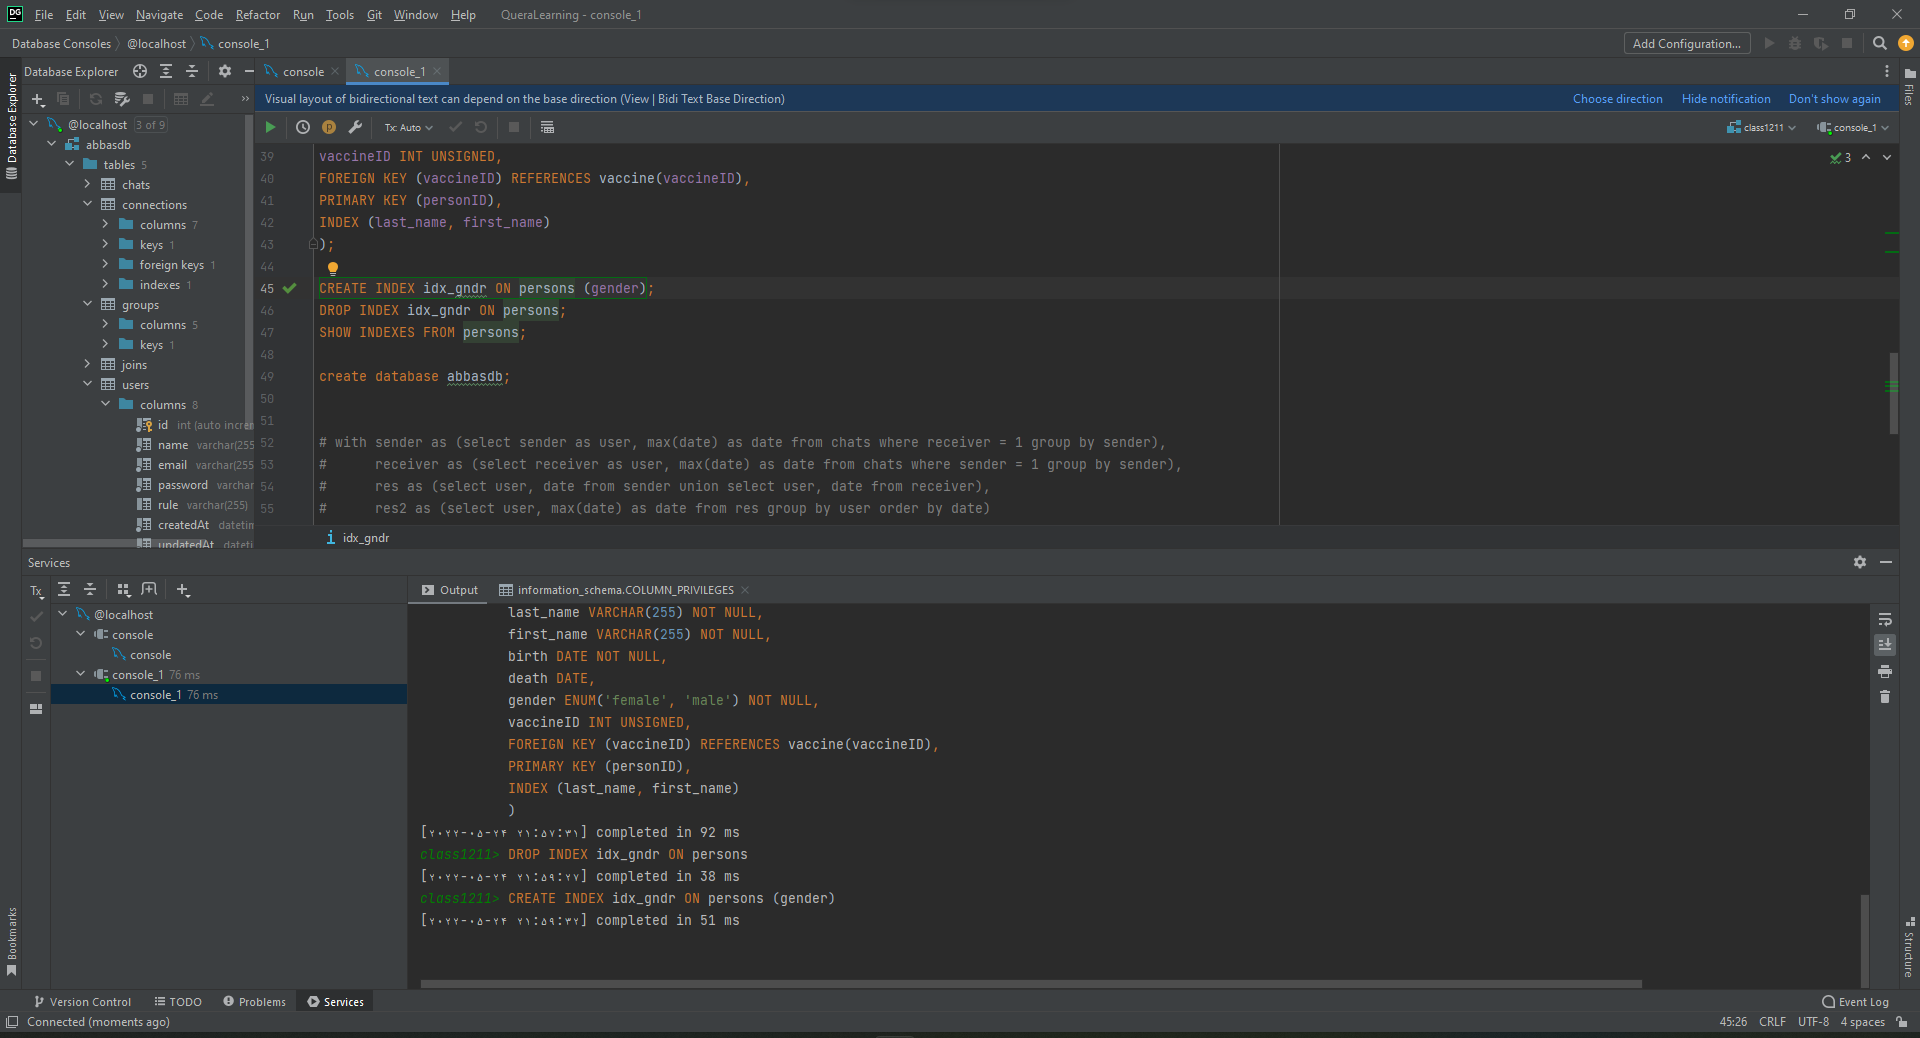 DG File Edit View Navigate Code Refactor Run Tools Git Window Help QueraLearning - console_1
Database Consoles @localhost console_1 Add Configuration...
Database Explorer console console_1
Visual layout of bidirectional text can depend on the base direction (View | Bidi Text Base Direction) Choose direction Hide notification Don't show again
Tx: Auto class1211 console_1
Database Explorer
Files
@localhost 3 of 9
abbasdb
tables 5
chats
connections
columns 7
keys 1
foreign keys 1
indexes 1
groups
columns 5
keys 1
joins
users
columns 8
id int (auto incre
name varchar(255
email varchar(255
password varchar
rule varchar(255)
createdAt datetim
updatedAt dateti
39 vaccineID INT UNSIGNED,
40 FOREIGN KEY (vaccineID) REFERENCES vaccine(vaccineID),
41 PRIMARY KEY (personID),
42 INDEX (last_name, first_name)
43 );
44
45 CREATE INDEX idx_gndr ON persons (gender);
46 DROP INDEX idx_gndr ON persons;
47 SHOW INDEXES FROM persons;
48
49 create database abbasdb;
50
51
52 # with sender as (select sender as user, max(date) as date from chats where receiver = 1 group by sender),
53 #      receiver as (select receiver as user, max(date) as date from chats where sender = 1 group by sender),
54 #      res as (select user, date from sender union select user, date from receiver),
55 #      res2 as (select user, max(date) as date from res group by user order by date)
3
idx_gndr
Services
Tx
@localhost
console
console
console_1 76 ms
console_1 76 ms
Output information_schema.COLUMN_PRIVILEGES
last_name VARCHAR(255) NOT NULL,
first_name VARCHAR(255) NOT NULL,
birth DATE NOT NULL,
death DATE,
gender ENUM('female', 'male') NOT NULL,
vaccineID INT UNSIGNED,
FOREIGN KEY (vaccineID) REFERENCES vaccine(vaccineID),
PRIMARY KEY (personID),
INDEX (last_name, first_name)
)
[۲۰۲۲-۰۵-۲۴ ۲۱:۵۷:۳۱] completed in 92 ms
class1211> DROP INDEX idx_gndr ON persons
[۲۰۲۲-۰۵-۲۴ ۲۱:۵۹:۲۷] completed in 38 ms
class1211> CREATE INDEX idx_gndr ON persons (gender)
[۲۰۲۲-۰۵-۲۴ ۲۱:۵۹:۳۲] completed in 51 ms
Bookmarks
Structure
Version Control TODO Problems Services Event Log
Connected (moments ago) 45:26 CRLF UTF-8 4 spaces